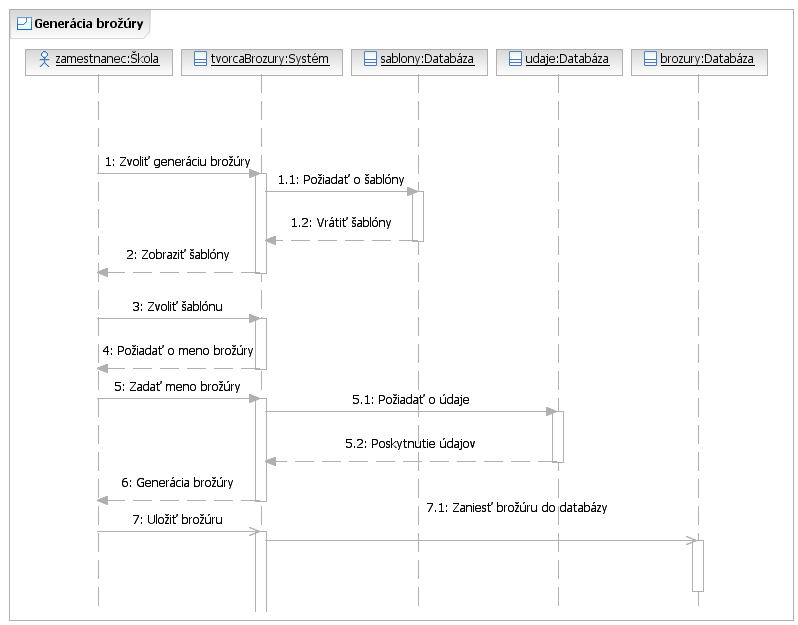 Generácia brožúry
zamestnanec:Škola
tvorcaBrozury:Systém
sablony:Databáza
udaje:Databáza
brozury:Databáza
1: Zvoliť generáciu brožúry
1.1: Požiadať o šablóny
1.2: Vrátiť šablóny
2: Zobraziť šablóny
3: Zvoliť šablónu
4: Požiadať o meno brožúry
5: Zadať meno brožúry
5.1: Požiadať o údaje
5.2: Poskytnutie údajov
6: Generácia brožúry
7.1: Zaniesť brožúru do databázy
7: Uložiť brožúru